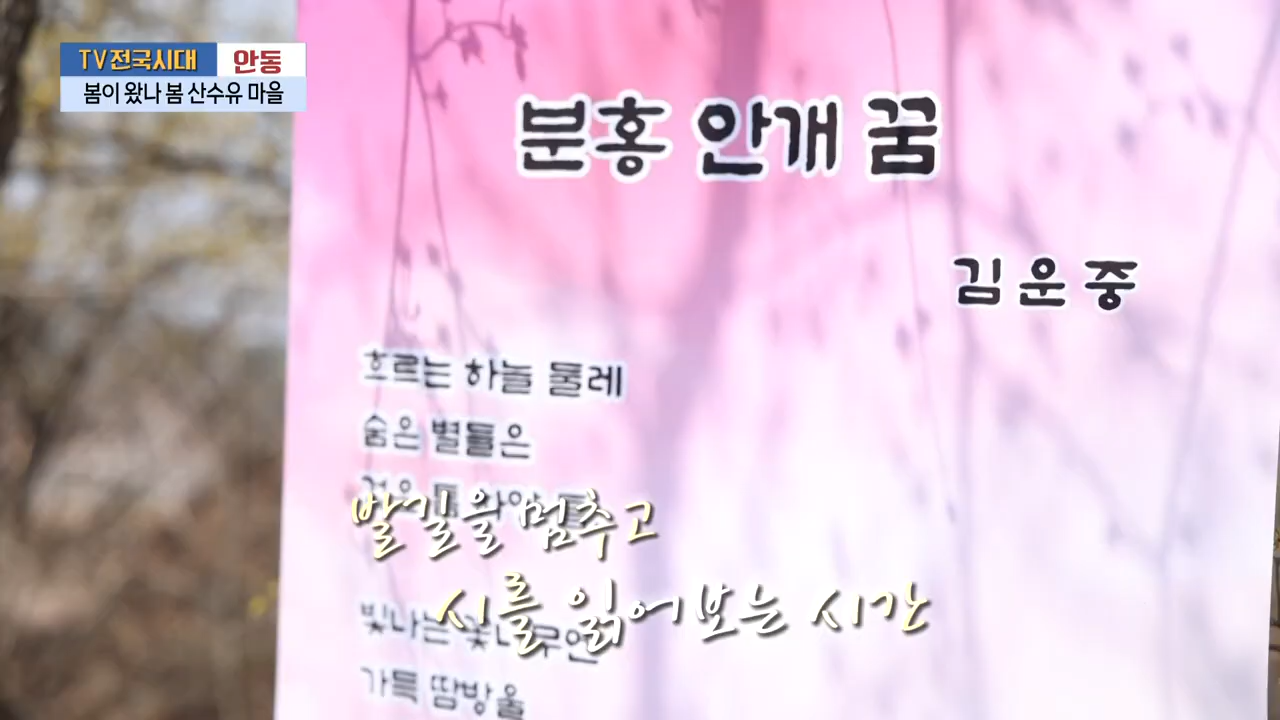 TV전국시대 안동
봄이 왔나 봄 산수유 마을
분홍 안개 꿈
김운중
흐르는 하늘 물레
숨은 별들은
발길을 멈추고
시를 읽어보는 시간
빛나는
가득 땀방울